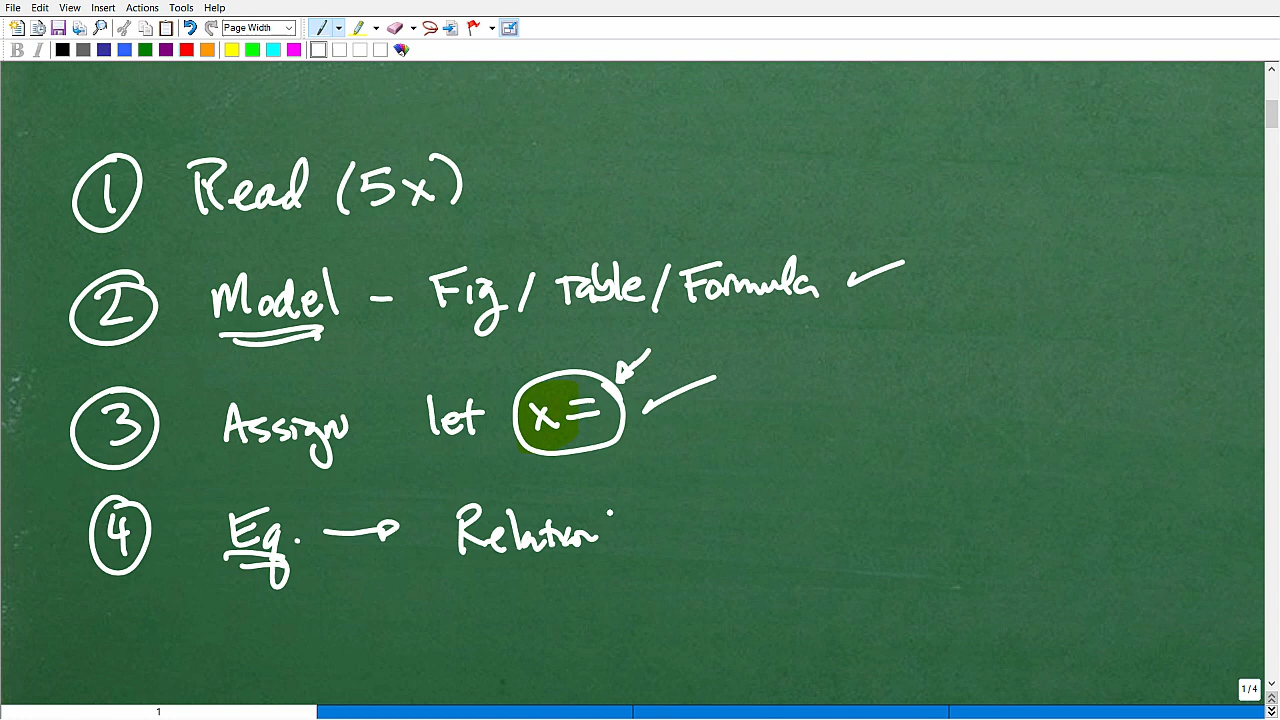 File Edit View Insert Actions Tools Help
Page Width
B I
① Read (5x)
② Model - Fig / Table / Formula ✓
③ Assign let x = ✓
④ Eq. → Relation
1 / 4
1